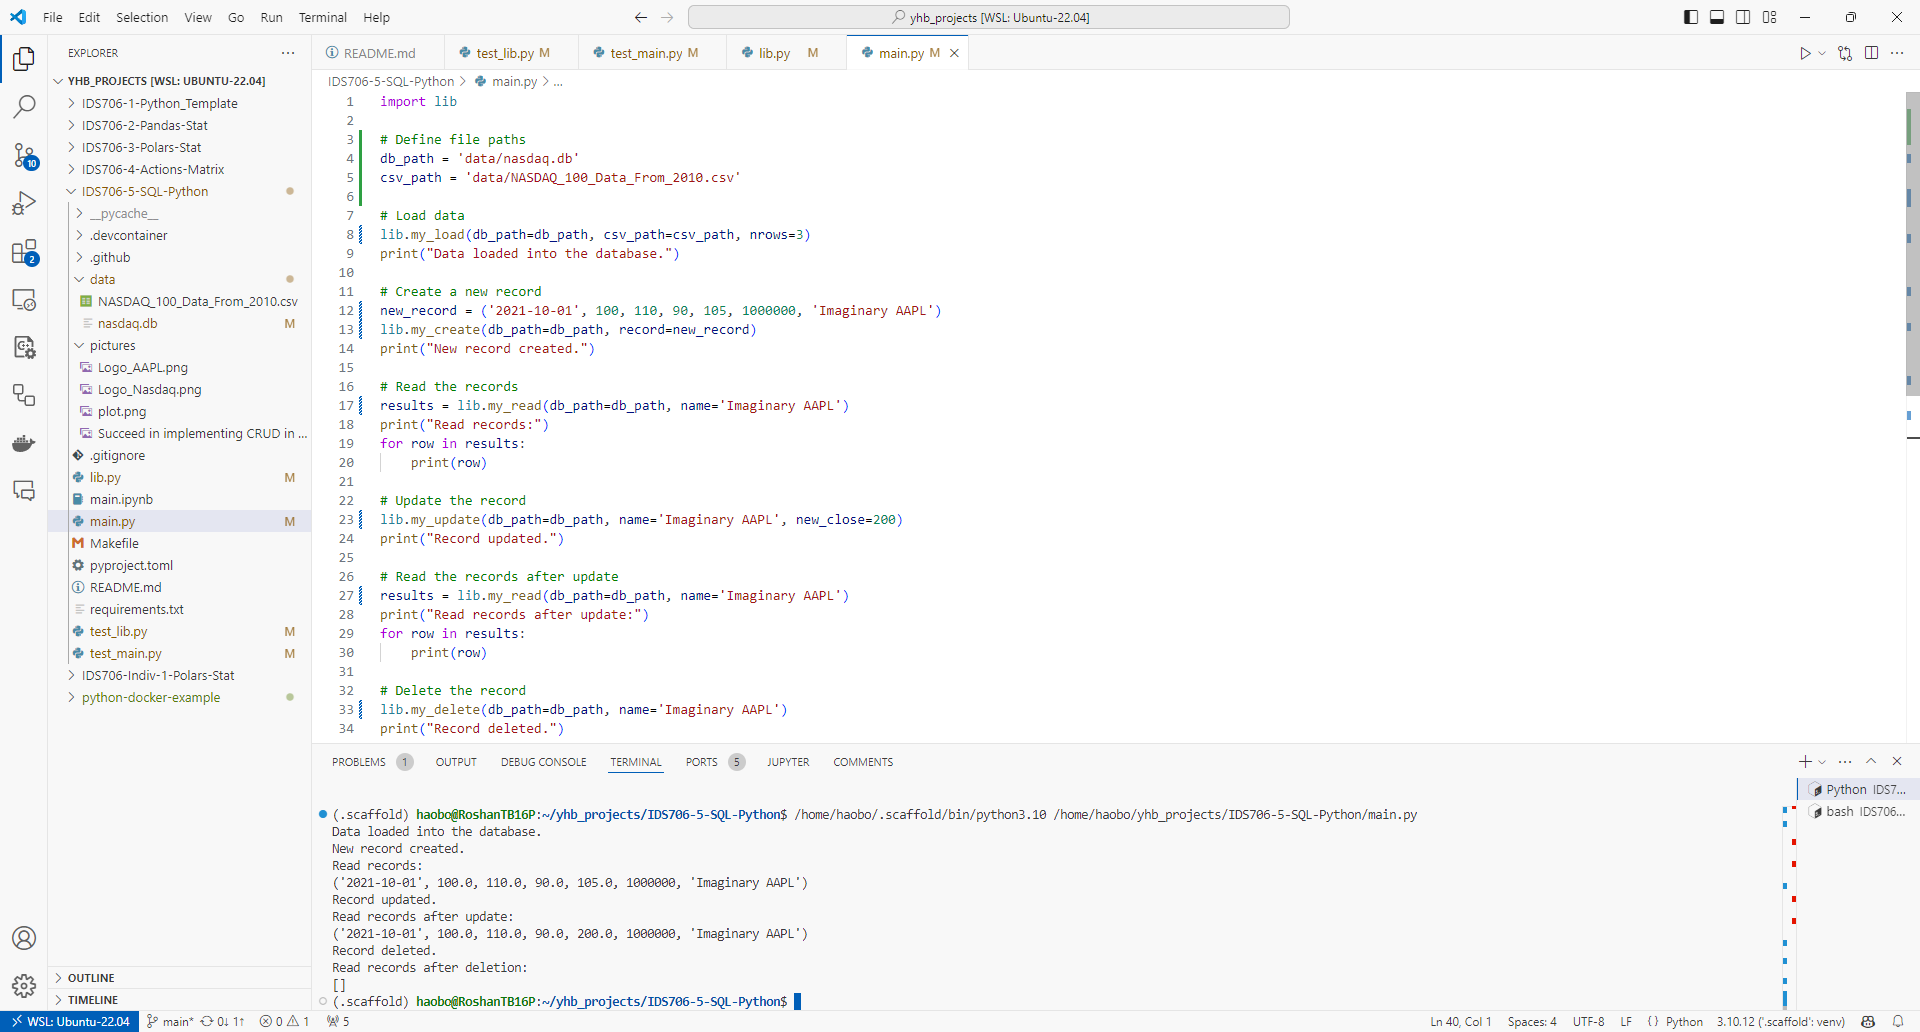 File Edit Selection View Go Run Terminal Help
yhb_projects [WSL: Ubuntu-22.04]
EXPLORER
YHB_PROJECTS [WSL: UBUNTU-22.04]
IDS706-1-Python_Template
IDS706-2-Pandas-Stat
IDS706-3-Polars-Stat
IDS706-4-Actions-Matrix
IDS706-5-SQL-Python
__pycache__
.devcontainer
.github
data
NASDAQ_100_Data_From_2010.csv
nasdaq.db M
pictures
Logo_AAPL.png
Logo_Nasdaq.png
plot.png
Succeed in implementing CRUD in ...
.gitignore
lib.py M
main.ipynb
main.py M
Makefile
pyproject.toml
README.md
requirements.txt
test_lib.py M
test_main.py M
IDS706-Indiv-1-Polars-Stat
python-docker-example
OUTLINE
TIMELINE
10
2
README.md test_lib.py M test_main.py M lib.py M main.py M
IDS706-5-SQL-Python > main.py > ...
1 import lib
2
3 # Define file paths
4 db_path = 'data/nasdaq.db'
5 csv_path = 'data/NASDAQ_100_Data_From_2010.csv'
6
7 # Load data
8 lib.my_load(db_path=db_path, csv_path=csv_path, nrows=3)
9 print("Data loaded into the database.")
10
11 # Create a new record
12 new_record = ('2021-10-01', 100, 110, 90, 105, 1000000, 'Imaginary AAPL')
13 lib.my_create(db_path=db_path, record=new_record)
14 print("New record created.")
15
16 # Read the records
17 results = lib.my_read(db_path=db_path, name='Imaginary AAPL')
18 print("Read records:")
19 for row in results:
20 print(row)
21
22 # Update the record
23 lib.my_update(db_path=db_path, name='Imaginary AAPL', new_close=200)
24 print("Record updated.")
25
26 # Read the records after update
27 results = lib.my_read(db_path=db_path, name='Imaginary AAPL')
28 print("Read records after update:")
29 for row in results:
30 print(row)
31
32 # Delete the record
33 lib.my_delete(db_path=db_path, name='Imaginary AAPL')
34 print("Record deleted.")
PROBLEMS 1 OUTPUT DEBUG CONSOLE TERMINAL PORTS 5 JUPYTER COMMENTS
(.scaffold) haobo@RoshanTB16P:~/yhb_projects/IDS706-5-SQL-Python$ /home/haobo/.scaffold/bin/python3.10 /home/haobo/yhb_projects/IDS706-5-SQL-Python/main.py
Data loaded into the database.
New record created.
Read records:
('2021-10-01', 100.0, 110.0, 90.0, 105.0, 1000000, 'Imaginary AAPL')
Record updated.
Read records after update:
('2021-10-01', 100.0, 110.0, 90.0, 200.0, 1000000, 'Imaginary AAPL')
Record deleted.
Read records after deletion:
[]
(.scaffold) haobo@RoshanTB16P:~/yhb_projects/IDS706-5-SQL-Python$
Python IDS7...
bash IDS706...
WSL: Ubuntu-22.04 main* 0↓ 1↑ 0 1 5
Ln 40, Col 1 Spaces: 4 UTF-8 LF { } Python 3.10.12 ('.scaffold': venv)